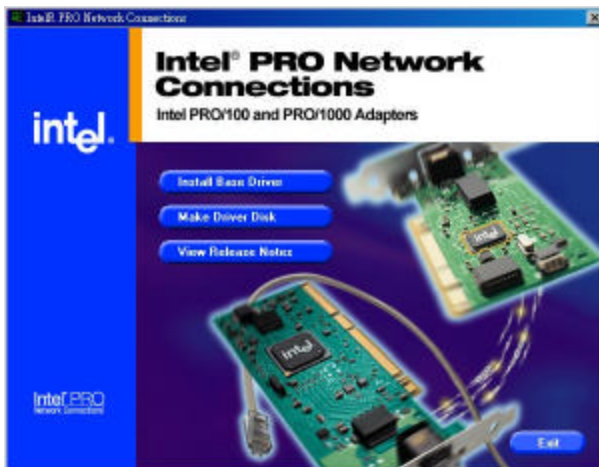 IntelR PRO Network Connections
Intel® PRO Network
Connections
Intel PRO/100 and PRO/1000 Adapters
intel.
Install Base Driver
Make Driver Disk
View Release Notes
intel
intel
Intel PRO
Network Connections
Exit